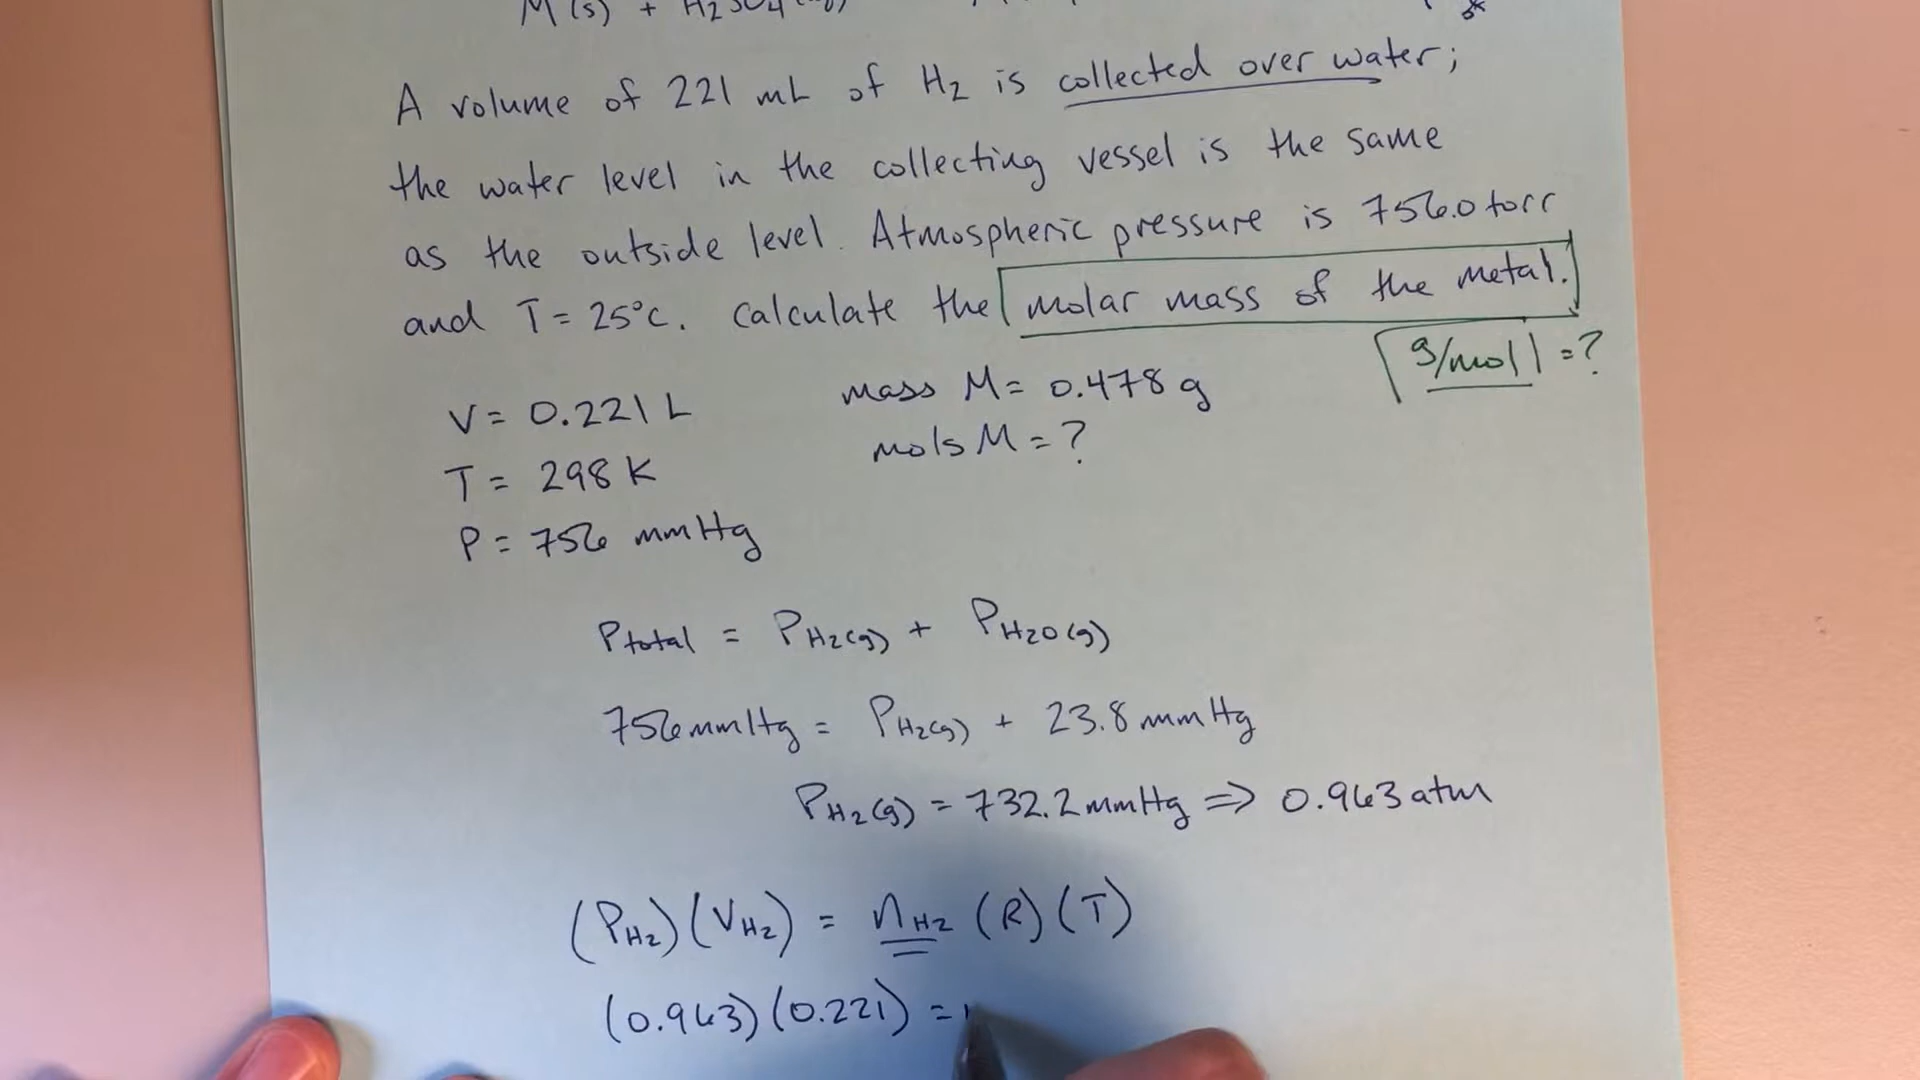 M(s) + H2SO4
A volume of 221 mL of H2 is collected over water;
the water level in the collecting vessel is the same
as the outside level. Atmospheric pressure is 756.0 torr
and T = 25°C. Calculate the molar mass of the metal.
g/mol = ?
V = 0.221 L
mass M = 0.478 g
mols M = ?
T = 298 K
P = 756 mmHg
Ptotal = PH2(g) + PH2O(g)
756 mmHg = PH2(g) + 23.8 mmHg
PH2(g) = 732.2 mmHg => 0.963 atm
(PH2)(VH2) = nH2 (R)(T)
(0.963)(0.221) =